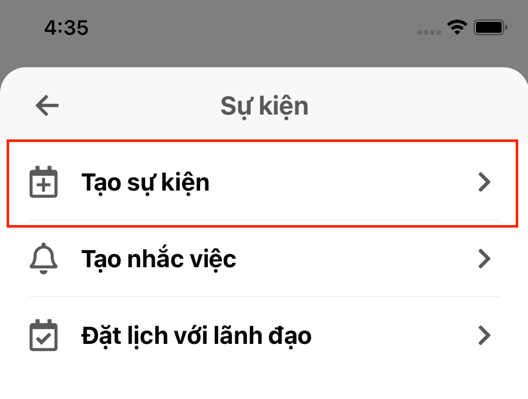 4:35
Sự kiện
Tạo sự kiện
Tạo nhắc việc
Đặt lịch với lãnh đạo